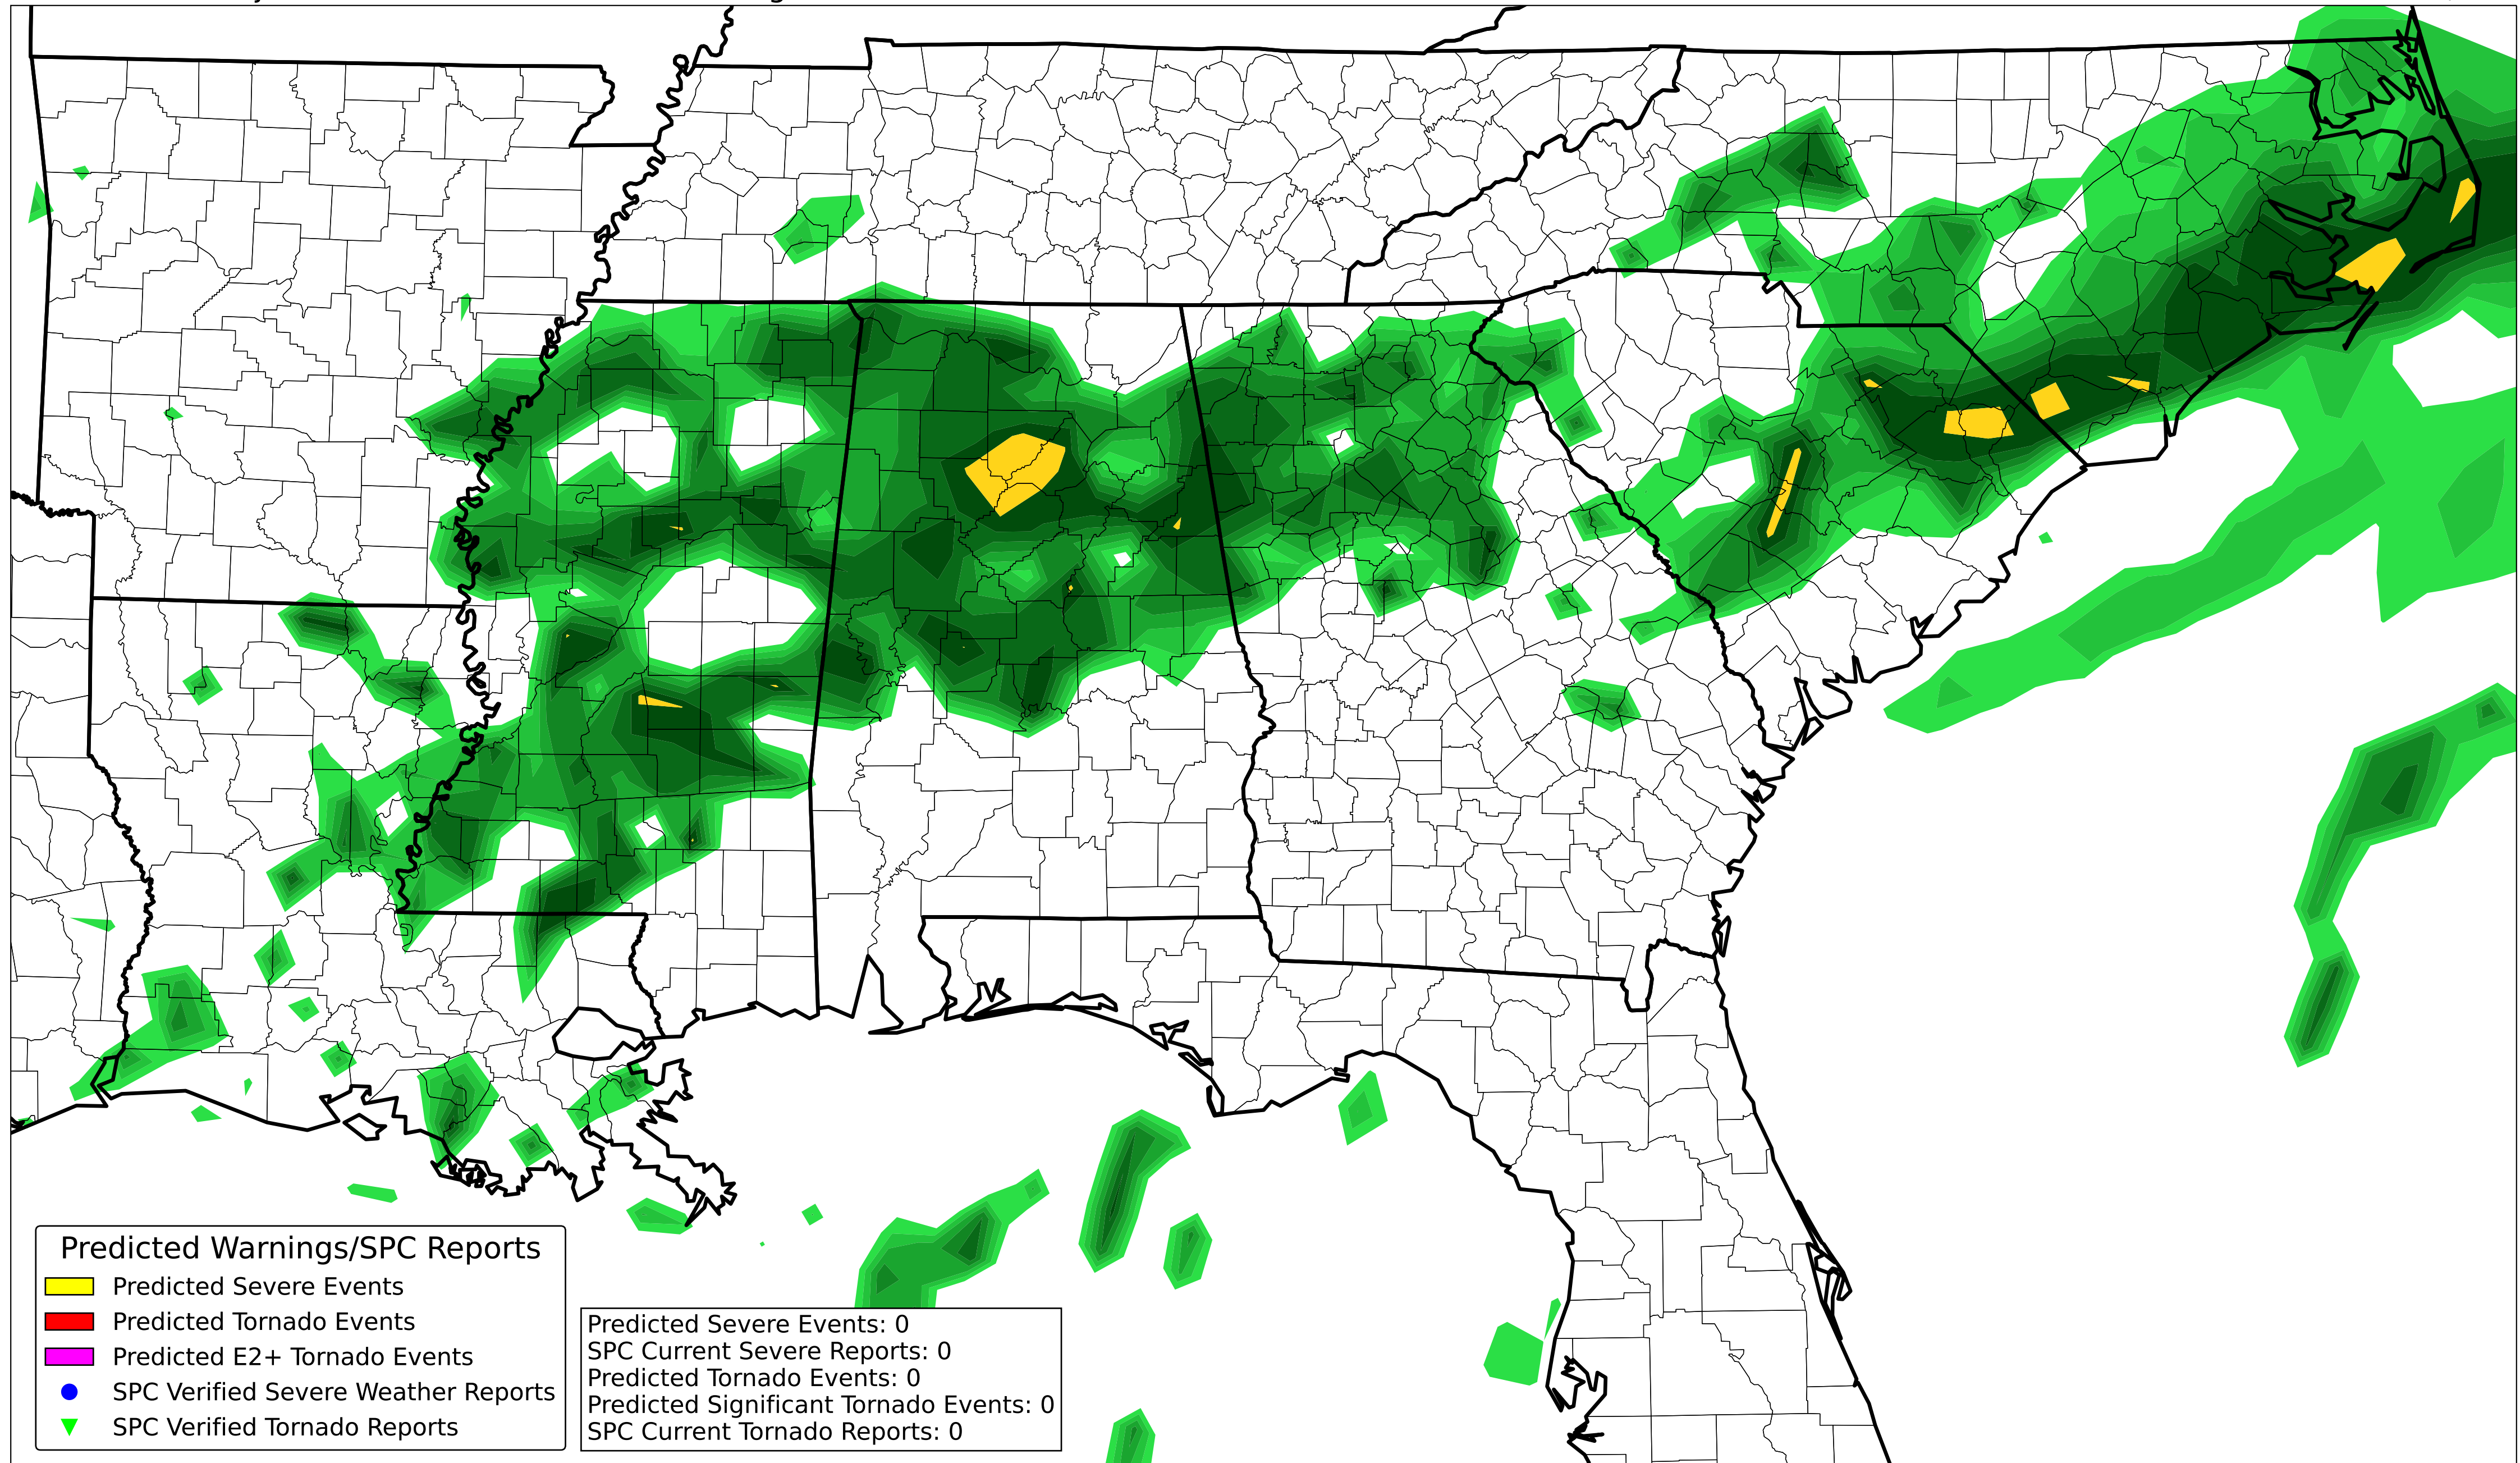 Predicted Warnings/SPC Reports
Predicted Severe Events
Predicted Tornado Events
Predicted E2+ Tornado Events
SPC Verified Severe Weather Reports
SPC Verified Tornado Reports
Predicted Severe Events: 0
SPC Current Severe Reports: 0
Predicted Tornado Events: 0
Predicted Significant Tornado Events: 0
SPC Current Tornado Reports: 0